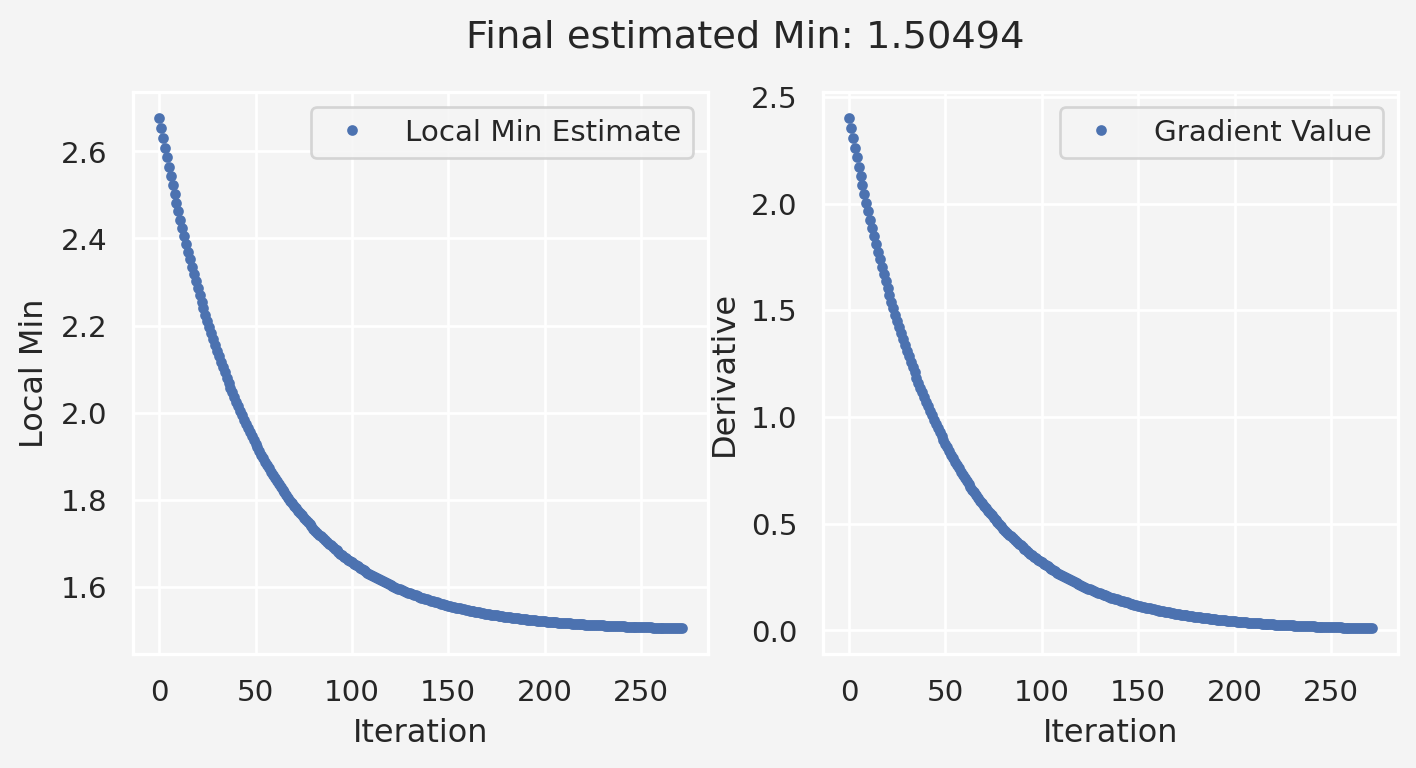 Final estimated Min: 1.50494
Local Min Estimate
2.6
2.4
2.2
2.0
1.8
1.6
Local Min
0 50 100 150 200 250
Iteration
Gradient Value
2.5
2.0
1.5
1.0
0.5
0.0
Derivative
0 50 100 150 200 250
Iteration